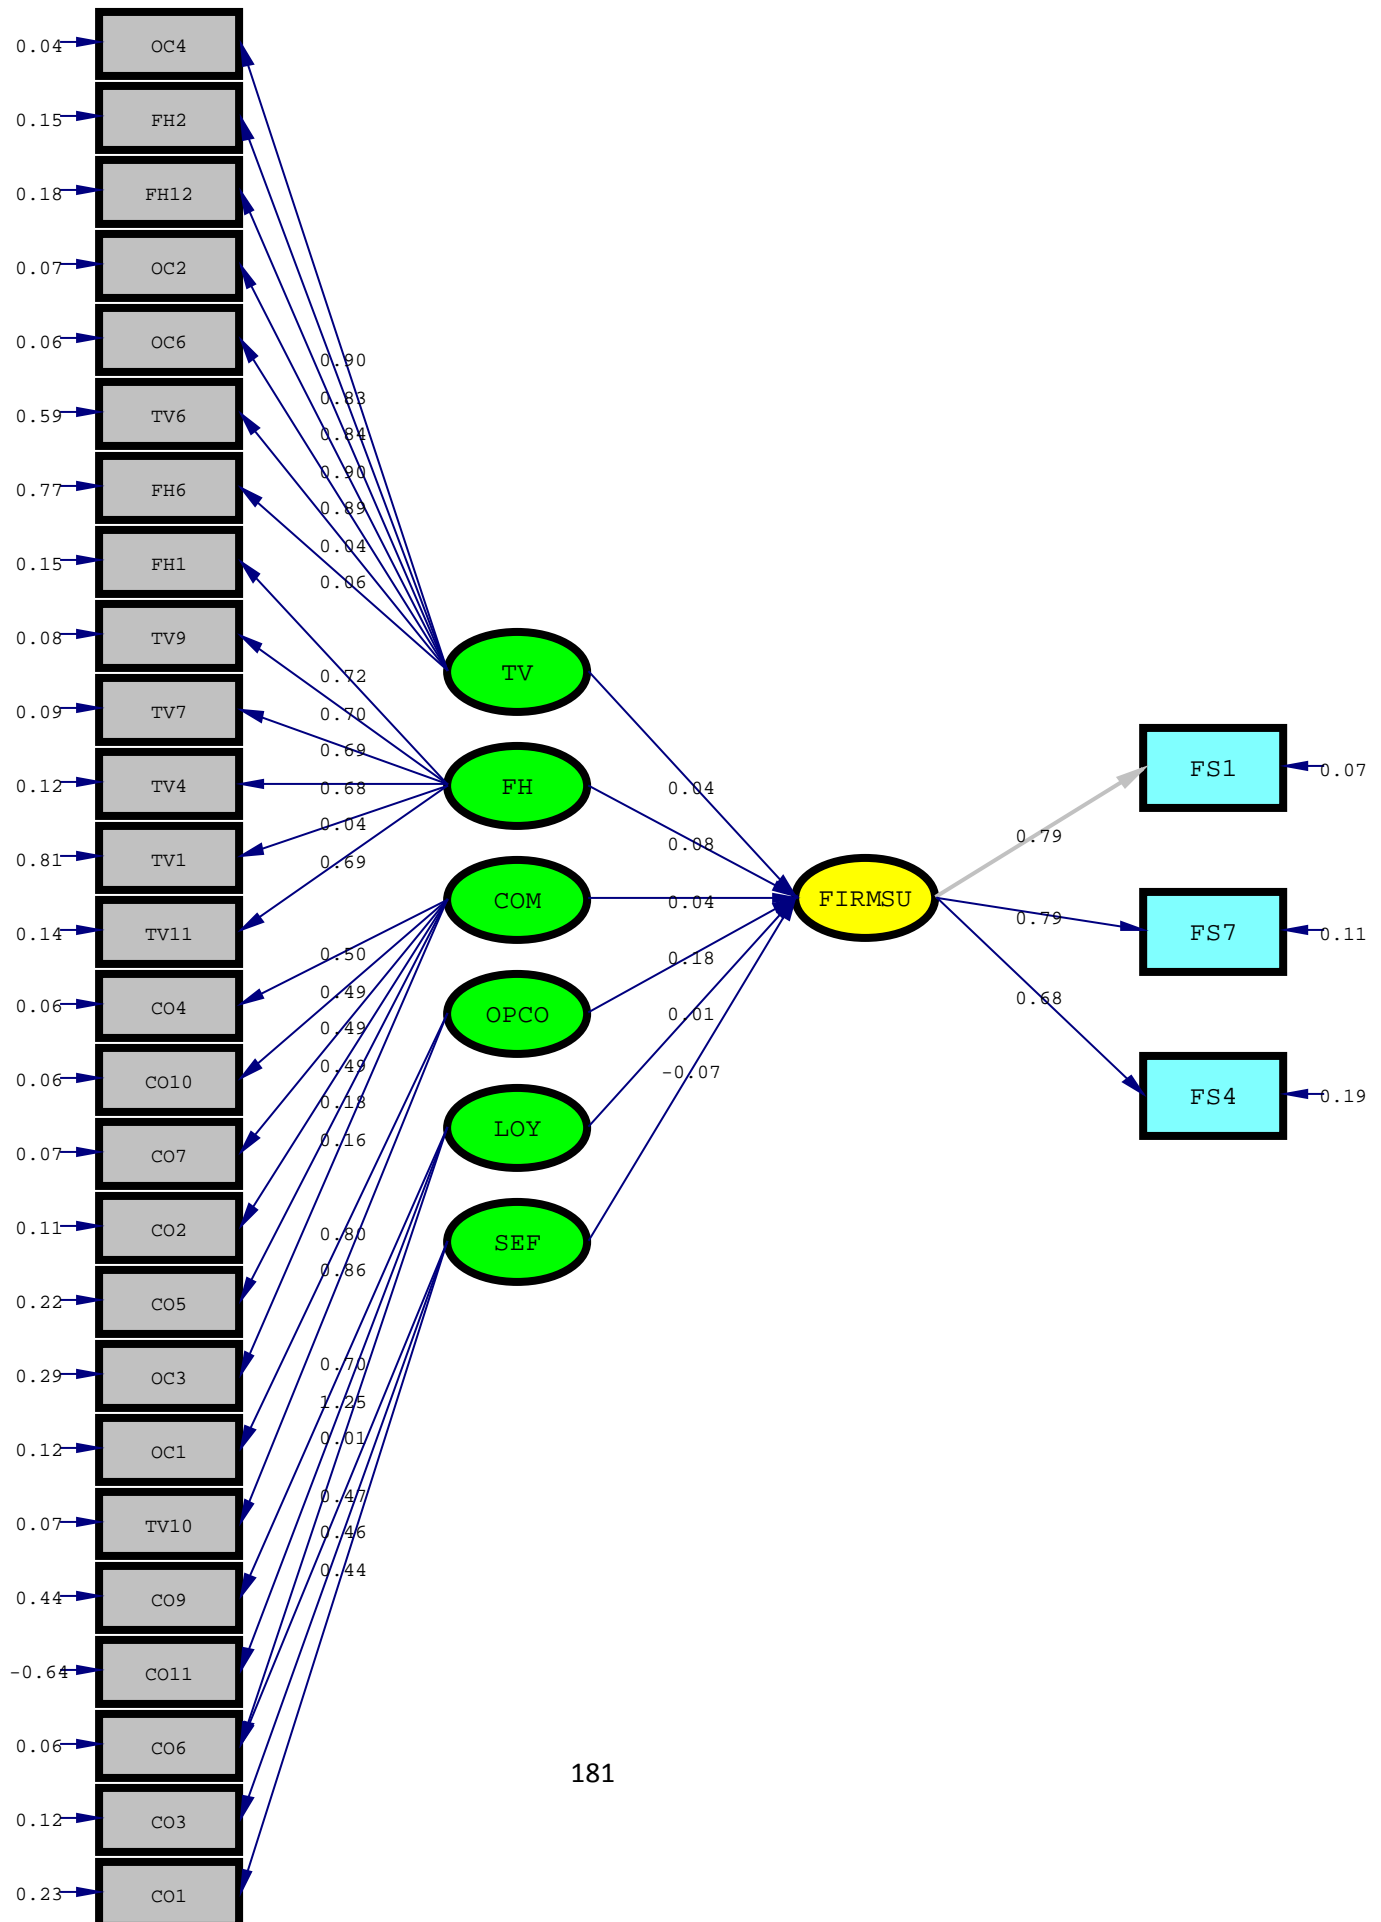 0.04 OC4
0.15 FH2
0.18 FH12
0.07 OC2
0.06 OC6
0.59 TV6
0.77 FH6
0.15 FH1
0.08 TV9
0.09 TV7
0.12 TV4
0.81 TV1
0.14 TV11
0.06 CO4
0.06 CO10
0.07 CO7
0.11 CO2
0.22 CO5
0.29 OC3
0.12 OC1
0.07 TV10
0.44 CO9
-0.64 CO11
0.06 CO6
0.12 CO3
0.23 CO1
0.90
0.83
0.84
0.90
0.89
0.04
0.06
0.72
0.70
0.69
0.68
0.04
0.69
0.50
0.49
0.49
0.49
0.18
0.16
0.80
0.86
0.70
1.25
0.01
0.47
0.46
0.44
TV
FH
COM
OPCO
LOY
SEF
0.04
0.08
0.04
0.18
0.01
-0.07
FIRMSU
0.79
0.79
0.68
FS1 0.07
FS7 0.11
FS4 0.19
181